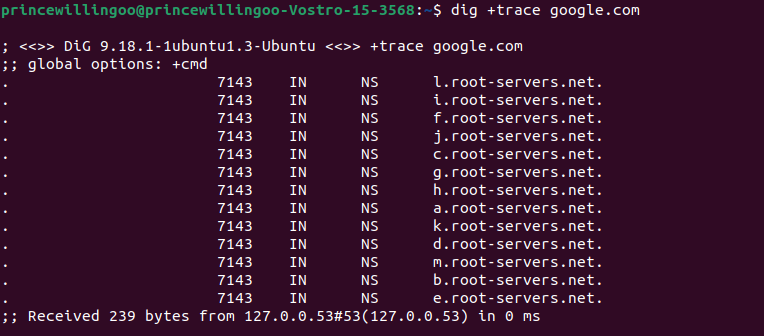 princewillingoo@princewillingoo-Vostro-15-3568:~$ dig +trace google.com
; <<>> DiG 9.18.1-1ubuntu1.3-Ubuntu <<>> +trace google.com
;; global options: +cmd
. 7143 IN NS l.root-servers.net.
. 7143 IN NS i.root-servers.net.
. 7143 IN NS f.root-servers.net.
. 7143 IN NS j.root-servers.net.
. 7143 IN NS c.root-servers.net.
. 7143 IN NS g.root-servers.net.
. 7143 IN NS h.root-servers.net.
. 7143 IN NS a.root-servers.net.
. 7143 IN NS k.root-servers.net.
. 7143 IN NS d.root-servers.net.
. 7143 IN NS m.root-servers.net.
. 7143 IN NS b.root-servers.net.
. 7143 IN NS e.root-servers.net.
;; Received 239 bytes from 127.0.0.53#53(127.0.0.53) in 0 ms